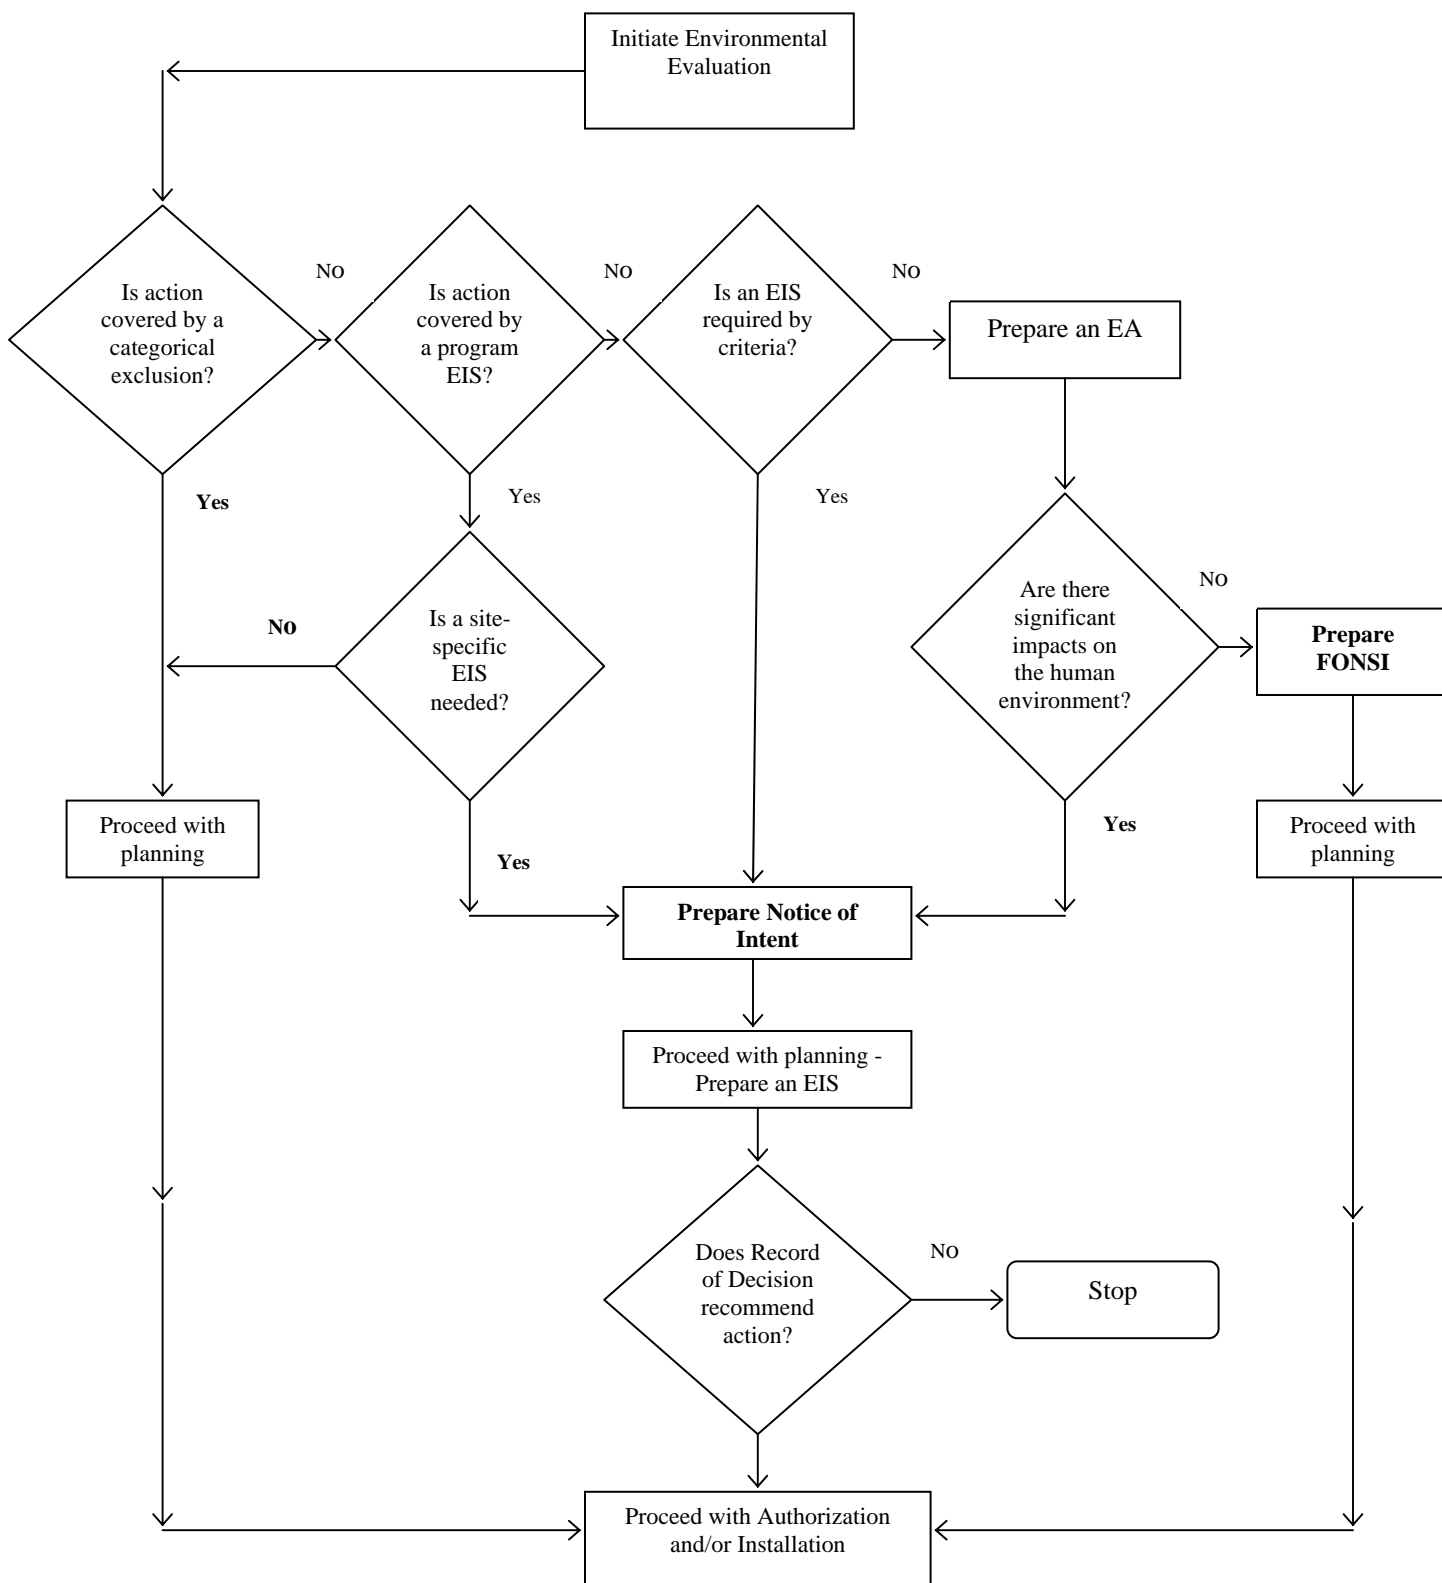 Initiate Environmental
Evaluation
NO
NO
NO
Is action
covered by a
categorical
exclusion?
Is action
covered by
a program
EIS?
Is an EIS
required by
criteria?
Prepare an EA
Yes
Yes
Yes
NO
Is a site-
specific
EIS
needed?
NO
Are there
significant
impacts on
the human
environment?
Prepare
FONSI
Proceed with
planning
Yes
Yes
Proceed with
planning
Prepare Notice of
Intent
Proceed with planning -
Prepare an EIS
Does Record
of Decision
recommend
action?
NO
Stop
Proceed with Authorization
and/or Installation